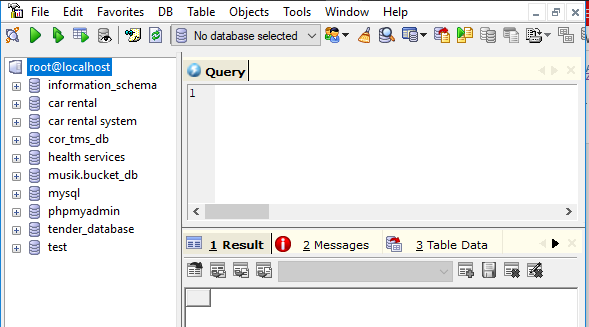 File Edit Favorites DB Table Objects Tools Window Help
No database selected
root@localhost
information_schema
car rental
car rental system
cor_tms_db
health services
musik.bucket_db
mysql
phpmyadmin
tender_database
test
Query
1
1 Result 2 Messages 3 Table Data